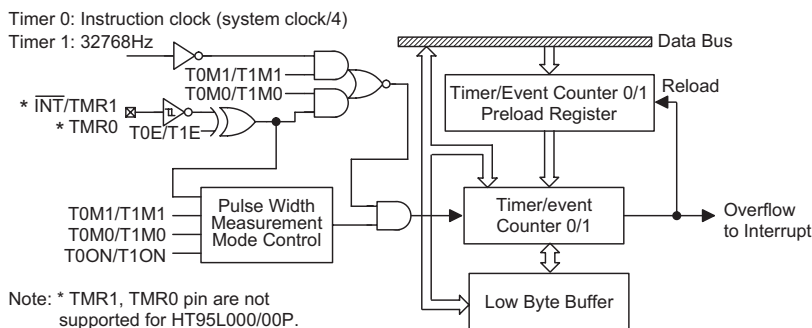 Timer 0: Instruction clock (system clock/4)
Timer 1: 32768Hz
Data Bus
T0M1/T1M1
T0M0/T1M0
* INT/TMR1
* TMR0
T0E/T1E
Timer/Event Counter 0/1
Preload Register
Reload
T0M1/T1M1
T0M0/T1M0
T0ON/T1ON
Pulse Width
Measurement
Mode Control
Timer/event
Counter 0/1
Overflow
to Interrupt
Low Byte Buffer
Note: * TMR1, TMR0 pin are not
supported for HT95L000/00P.